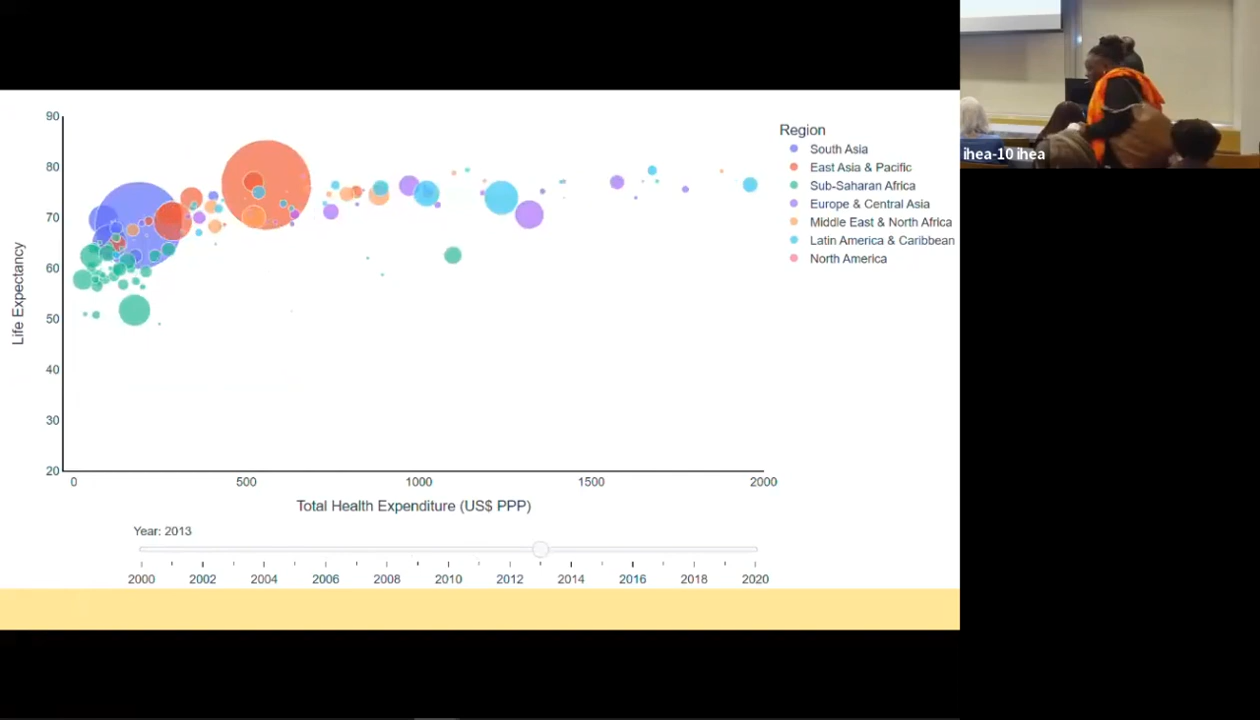 ihea-10 ihea
90
80
70
60
50
40
30
20
Life Expectancy
0 500 1000 1500 2000
Total Health Expenditure (US$ PPP)
Region
South Asia
East Asia & Pacific
Sub-Saharan Africa
Europe & Central Asia
Middle East & North Africa
Latin America & Caribbean
North America
Year: 2013
2000 2002 2004 2006 2008 2010 2012 2014 2016 2018 2020